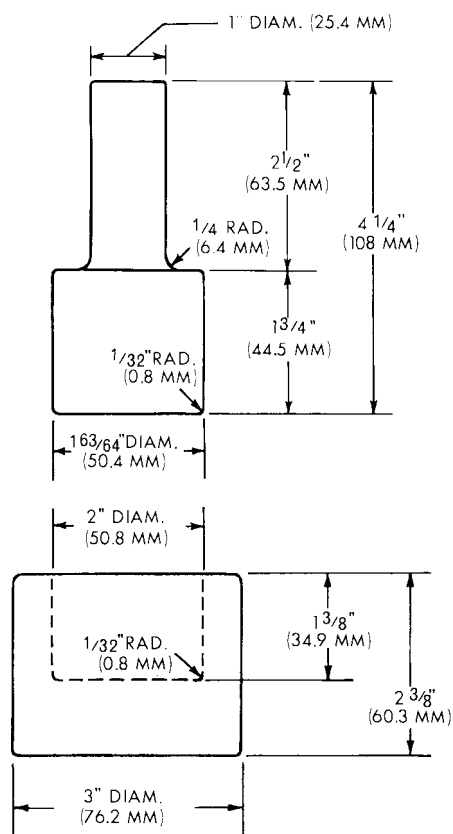 1" DIAM. (25.4 MM)
2 1/2"
(63.5 MM)
4 1/4"
(108 MM)
1/4 RAD.
(6.4 MM)
1 3/4"
(44.5 MM)
1/32" RAD.
(0.8 MM)
1 63/64" DIAM.
(50.4 MM)
2" DIAM.
(50.8 MM)
1 3/8"
(34.9 MM)
1/32" RAD.
(0.8 MM)
2 3/8"
(60.3 MM)
3" DIAM.
(76.2 MM)